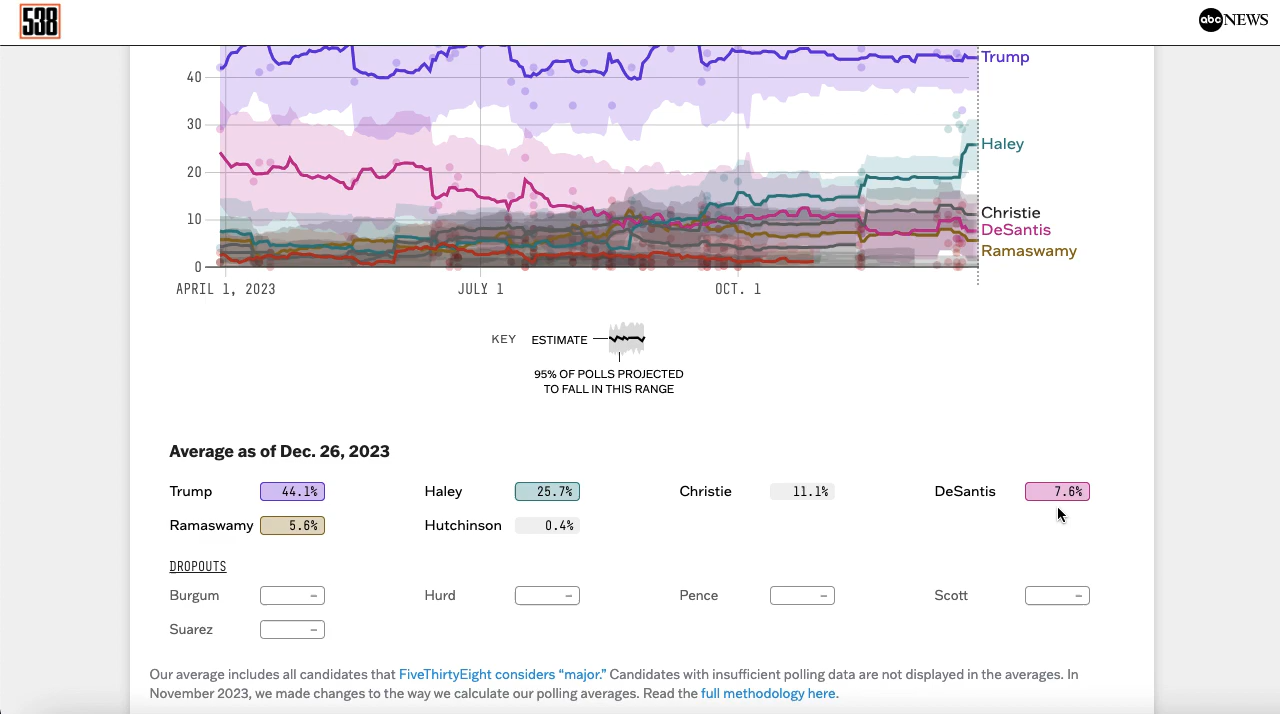 538
abc NEWS
Trump
40
30
Haley
20
Christie
10
DeSantis
Ramaswamy
0
APRIL 1, 2023 JULY 1 OCT. 1
KEY ESTIMATE
95% OF POLLS PROJECTED
TO FALL IN THIS RANGE
Average as of Dec. 26, 2023
Trump 44.1% Haley 25.7% Christie 11.1% DeSantis 7.6%
Ramaswamy 5.6% Hutchinson 0.4%
DROPOUTS
Burgum – Hurd – Pence – Scott –
Suarez –
Our average includes all candidates that FiveThirtyEight considers “major.” Candidates with insufficient polling data are not displayed in the averages. In
November 2023, we made changes to the way we calculate our polling averages. Read the full methodology here.